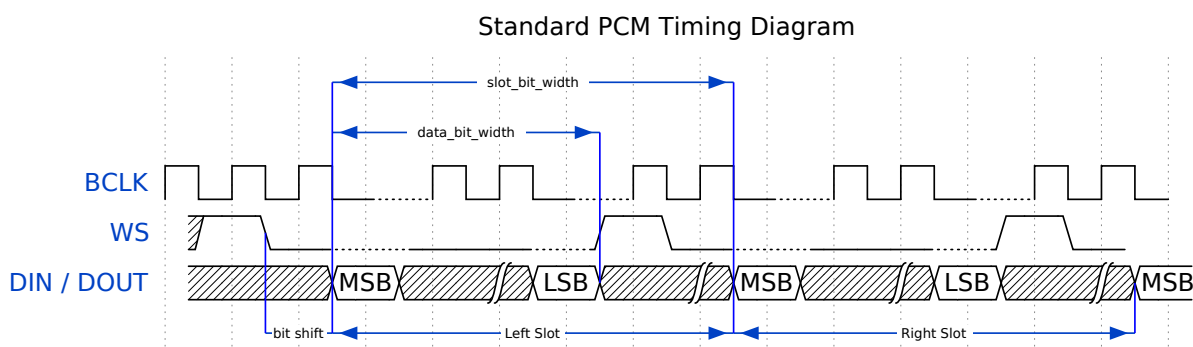 Standard PCM Timing Diagram
slot_bit_width
data_bit_width
BCLK
WS
DIN / DOUT
MSB
LSB
MSB
LSB
MSB
bit shift
Left Slot
Right Slot